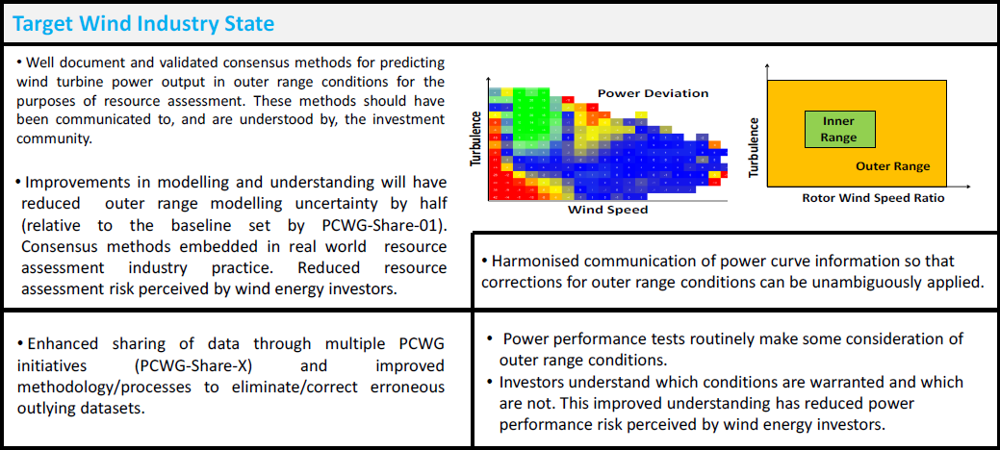 Target Wind Industry State
• Well document and validated consensus methods for predicting
wind turbine power output in outer range conditions for the
purposes of resource assessment. These methods should have
been communicated to, and are understood by, the investment
community.
• Improvements in modelling and understanding will have
reduced outer range modelling uncertainty by half
(relative to the baseline set by PCWG-Share-01).
Consensus methods embedded in real world resource
assessment industry practice. Reduced resource
assessment risk perceived by wind energy investors.
Power Deviation
Turbulence
Wind Speed
Turbulence
Inner
Range
Outer Range
Rotor Wind Speed Ratio
• Harmonised communication of power curve information so that
corrections for outer range conditions can be unambiguously applied.
• Enhanced sharing of data through multiple PCWG
initiatives (PCWG-Share-X) and improved
methodology/processes to eliminate/correct erroneous
outlying datasets.
• Power performance tests routinely make some consideration of
outer range conditions.
• Investors understand which conditions are warranted and which
are not. This improved understanding has reduced power
performance risk perceived by wind energy investors.